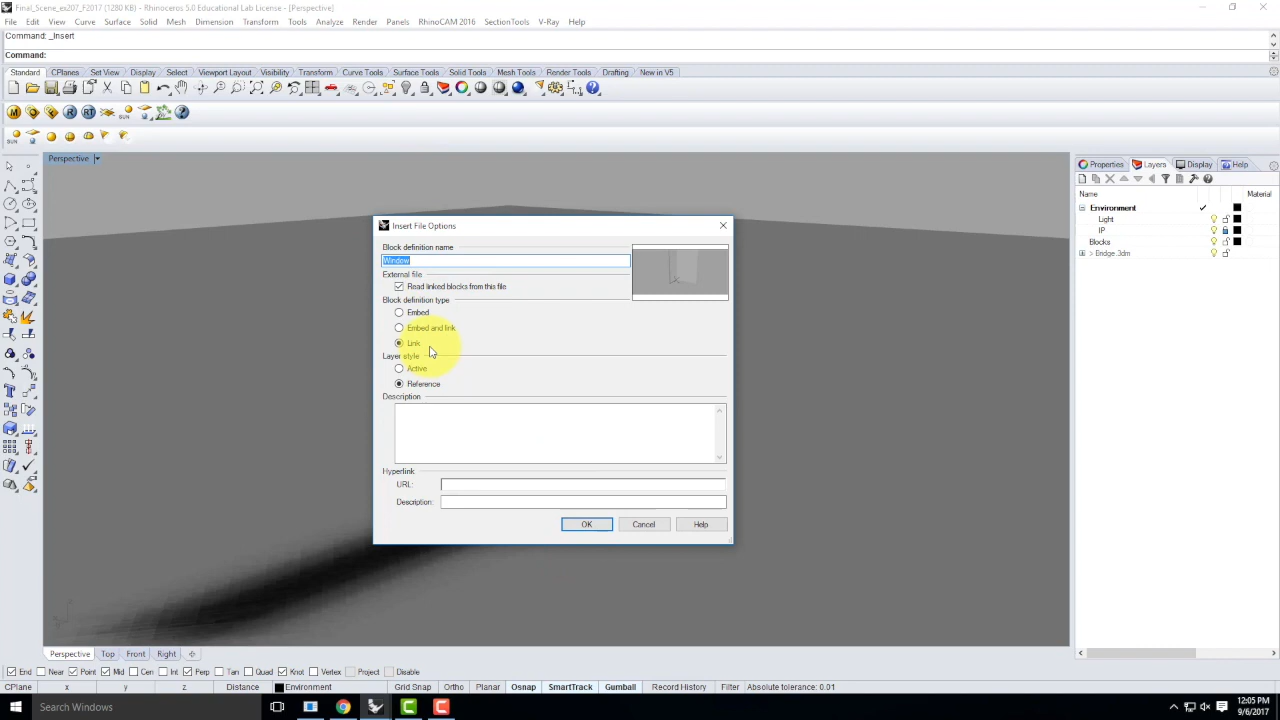 Final_Scene_ex207_F2017 (1280 KB) - Rhinoceros 5.0 Educational Lab License - [Perspective]
File Edit View Curve Surface Solid Mesh Dimension Transform Tools Analyze Render Panels RhinoCAM 2016 SectionTools V-Ray Help
Command: _Insert
Command:
Standard CPlanes Set View Display Select Viewport Layout Visibility Transform Curve Tools Surface Tools Solid Tools Mesh Tools Render Tools Drafting New in V5
M R RT SUN
SUN
Perspective
Properties Layers Display Help
Name Material
Environment
Light
IP
Blocks
> Bridge .3dm
Insert File Options
Block definition name
Window
External file
Read linked blocks from this file
Block definition type
Embed
Embed and link
Link
Layer style
Active
Reference
Description
Hyperlink
URL:
Description:
OK Cancel Help
Perspective Top Front Right
End Near Point Mid Cen Int Perp Tan Quad Knot Vertex Project Disable
CPlane x y z Distance Environment Grid Snap Ortho Planar Osnap SmartTrack Gumball Record History Filter Absolute tolerance: 0.01
Search Windows
12:05 PM
9/6/2017